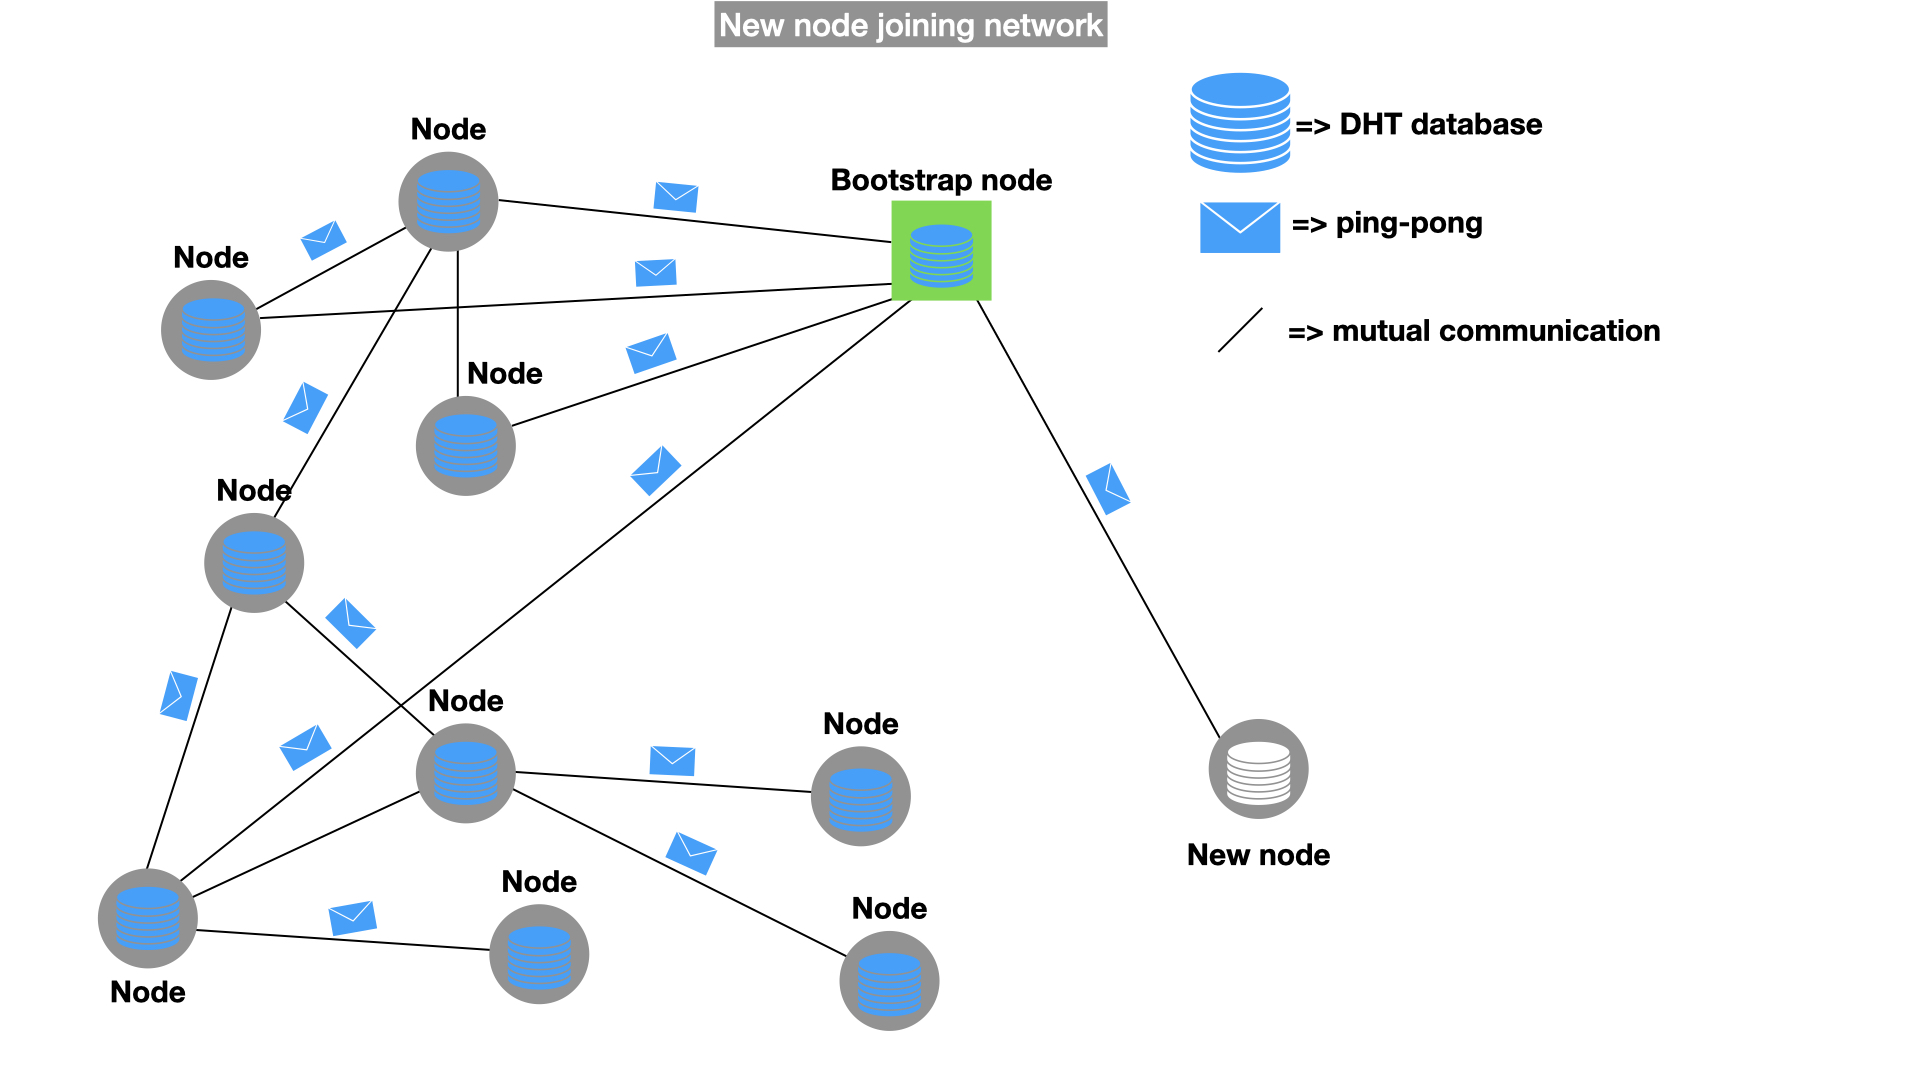 New node joining network
Node
=> DHT database
Bootstrap node
=> ping-pong
Node
=> mutual communication
Node
Node
Node
Node
New node
Node
Node
Node